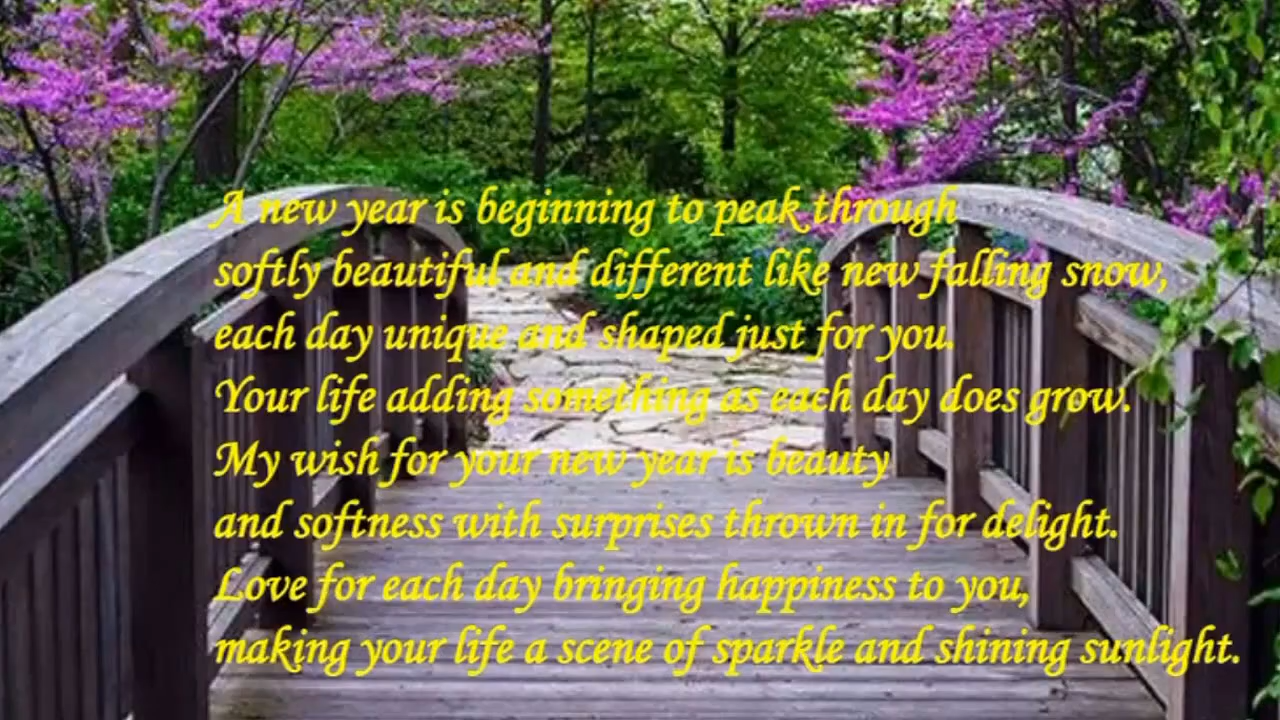 A new year is beginning to peak through
softly beautiful and different like new falling snow,
each day unique and shaped just for you.
Your life adding something as each day does grow.
My wish for your new year is beauty
and softness with surprises thrown in for delight.
Love for each day bringing happiness to you,
making your life a scene of sparkle and shining sunlight.